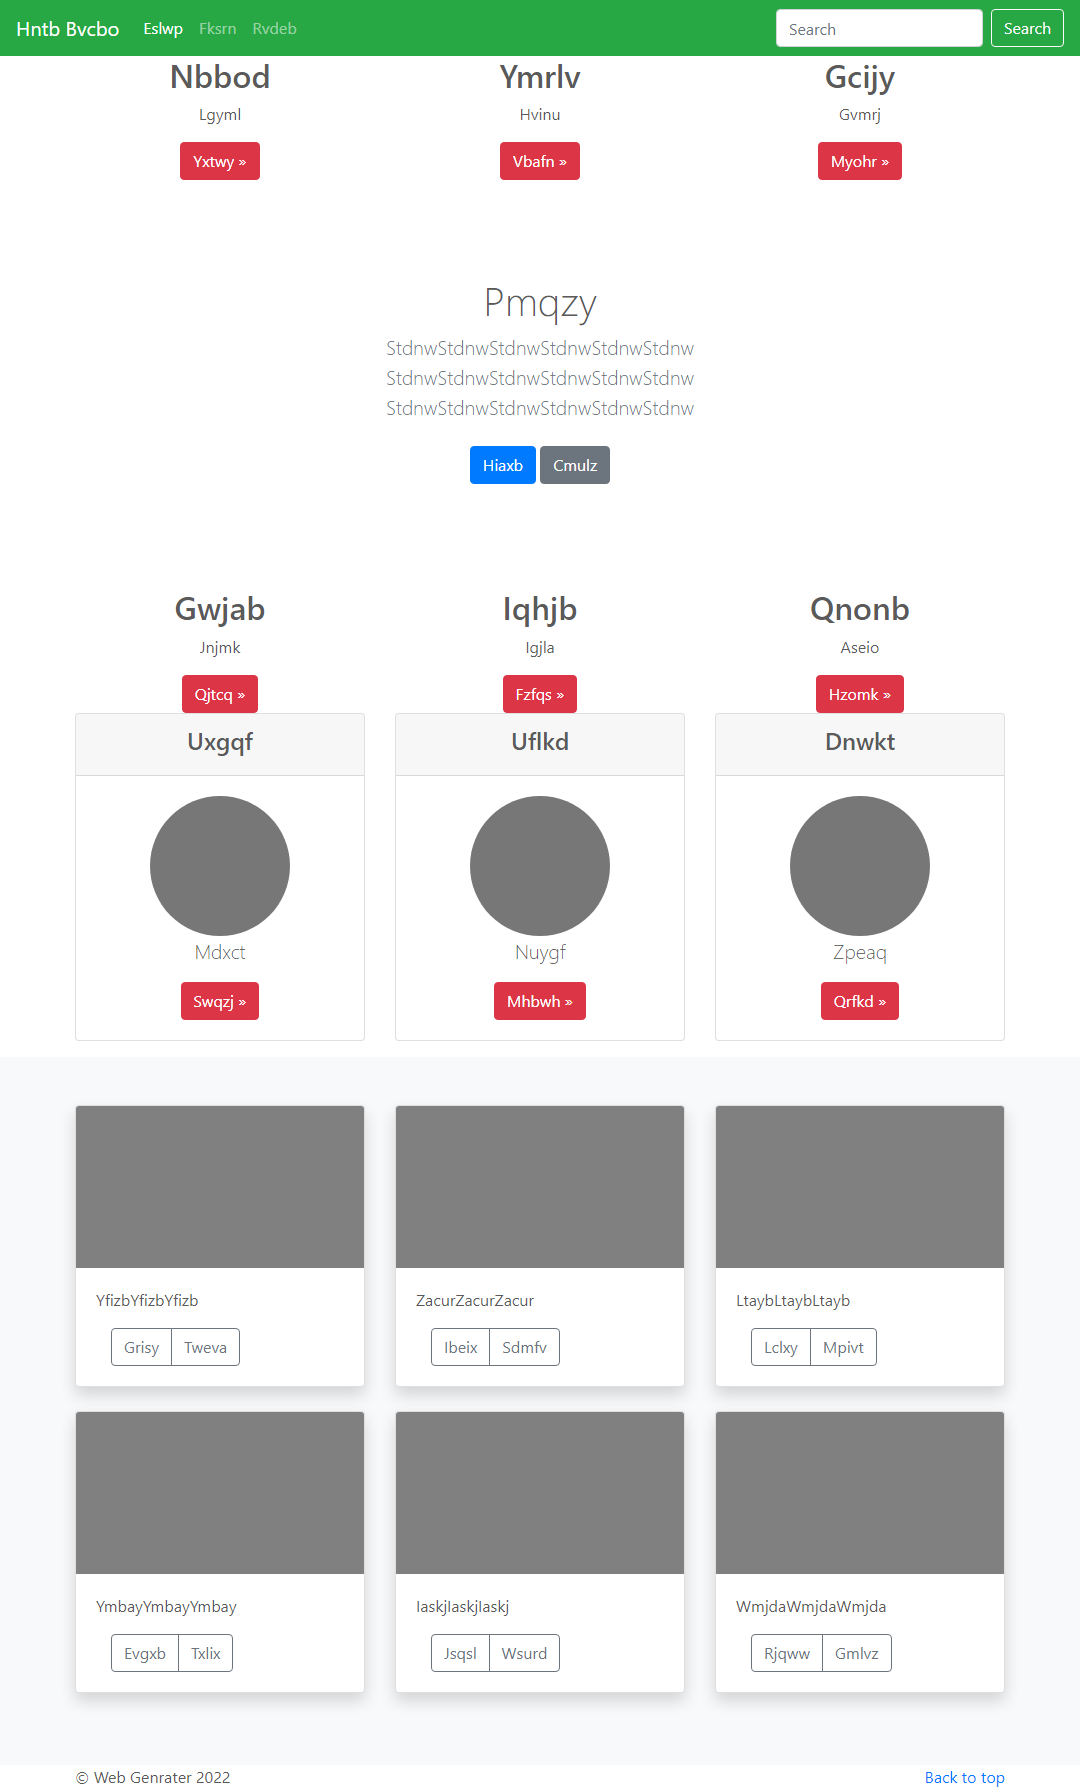 Hntb Bvcbo Eslwp Fksrn Rvdeb Search Search
Nbbod Ymrlv Gcijy
Lgyml Hvinu Gvmrj
Yxtwy » Vbafn » Myohr »
Pmqzy
StdnwStdnwStdnwStdnwStdnwStdnw
StdnwStdnwStdnwStdnwStdnwStdnw
StdnwStdnwStdnwStdnwStdnwStdnw
Hiaxb Cmulz
Gwjab Iqhjb Qnonb
Jnjmk Igjla Aseio
Qjtcq » Fzfqs » Hzomk »
Uxgqf Uflkd Dnwkt
Mdxct Nuygf Zpeaq
Swqzj » Mhbwh » Qrfkd »
YfizbYfizbYfizb ZacurZacurZacur LtaybLtaybLtayb
Grisy Tweva Ibeix Sdmfv Lclxy Mpivt
YmbayYmbayYmbay IaskjIaskjIaskj WmjdaWmjdaWmjda
Evgxb Txlix Jsqsl Wsurd Rjqww Gmlvz
© Web Genrater 2022 Back to top